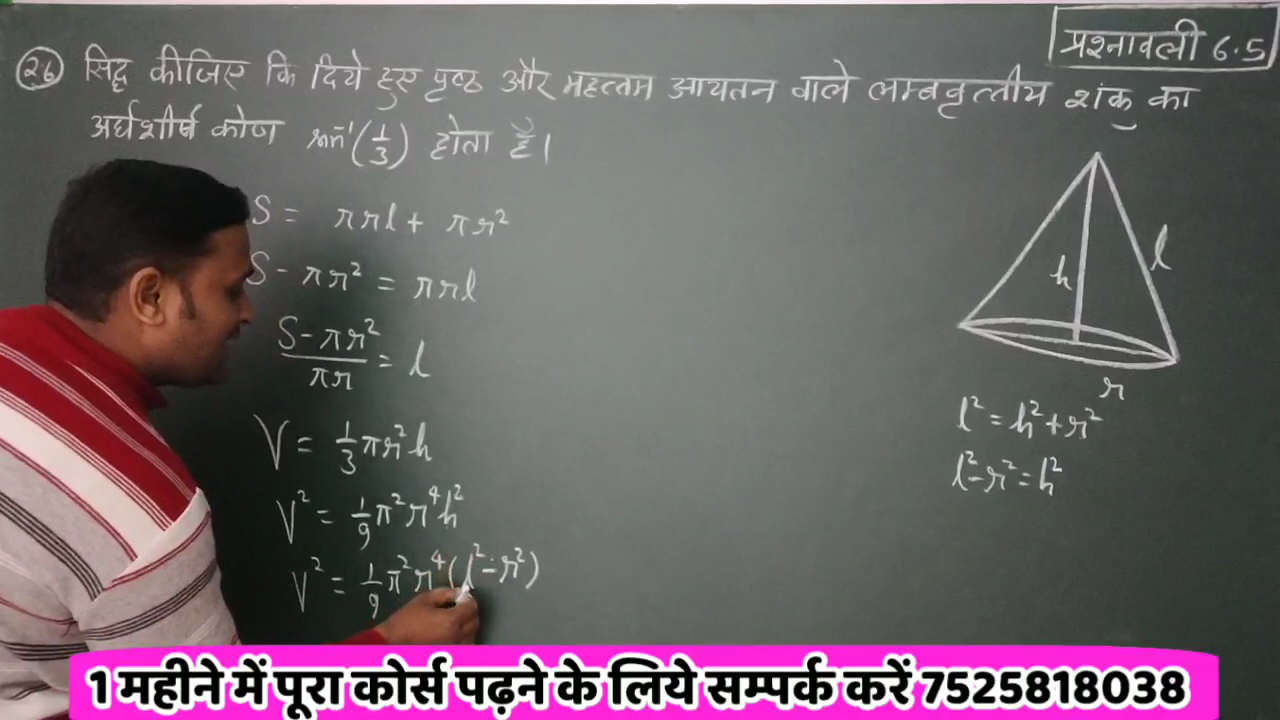 प्रश्नावली 6.5
26 सिद्ध कीजिए कि दिये हुए पृष्ठ और महत्तम आयतन वाले लम्बवृत्तीय शंकु का
अर्धशीर्ष कोण sin⁻¹(1/3) होता है।
S = πrl + πr²
S - πr² = πrl
(S - πr²)/πr = l
V = 1/3 πr²h
V² = 1/9 π²r⁴h²
V² = 1/9 π²r⁴(l² - r²)
h
l
r
l² = h² + r²
l² - r² = h²
1 महीने में पूरा कोर्स पढ़ने के लिये सम्पर्क करें 7525818038